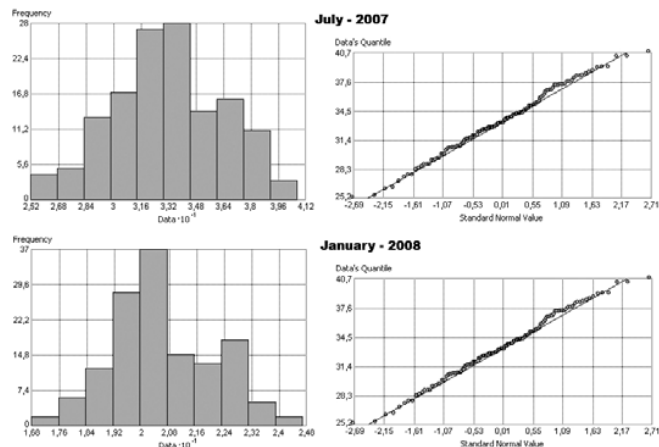 Frequency
July - 2007
28
22,4
16,8
11,2
5,6
0
2,52 2,68 2,84 3 3,16 3,32 3,48 3,64 3,8 3,96 4,12
Data ·10⁻¹
Data's Quantile
40,7
37,6
34,5
31,4
28,3
25,2
-2,69 -2,15 -1,61 -1,07 -0,53 0,01 0,55 1,09 1,63 2,17 2,71
Standard Normal Value
Frequency
January - 2008
37
29,6
22,2
14,8
7,4
0
1,60 1,76 1,84 1,92 2 2,08 2,16 2,24 2,32 2,48
Data ·10⁻¹
Data's Quantile
40,7
37,6
34,5
31,4
28,3
25,2
-2,69 -2,15 -1,61 -1,07 -0,53 0,01 0,55 1,09 1,63 2,17 2,71
Standard Normal Value